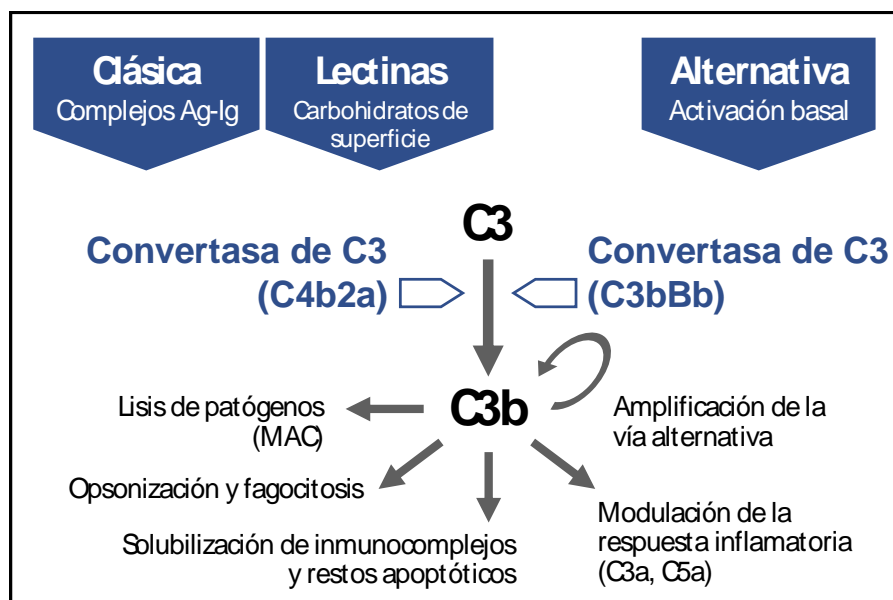 Clásica
Complejos Ag-Ig
Lectinas
Carbohidratos de
superficie
Alternativa
Activación basal
C3
Convertasa de C3
(C4b2a)
Convertasa de C3
(C3bBb)
C3b
Lisis de patógenos
(MAC)
Amplificación de la
vía alternativa
Opsonización y fagocitosis
Solubilización de inmunocomplejos
y restos apoptóticos
Modulación de la
respuesta inflamatoria
(C3a, C5a)